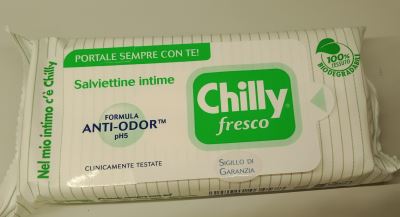 PORTALE SEMPRE CON TE!
Salviettine intime
FORMULA
ANTI-ODOR™
pH5
CLINICAMENTE TESTATE
Chilly®
fresco
SIGILLO DI
GARANZIA
100%
TESSUTO
BIODEGRADABILE
Nel mio intimo c'è Chilly